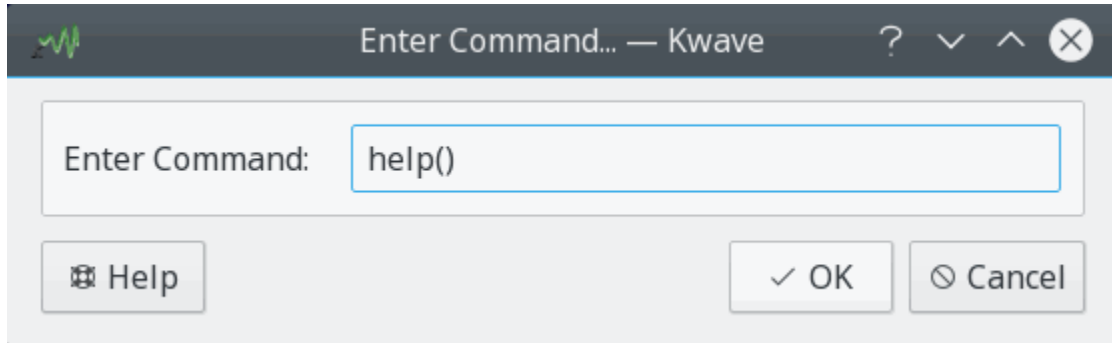 Enter Command... — Kwave
Enter Command: help()
Help OK Cancel